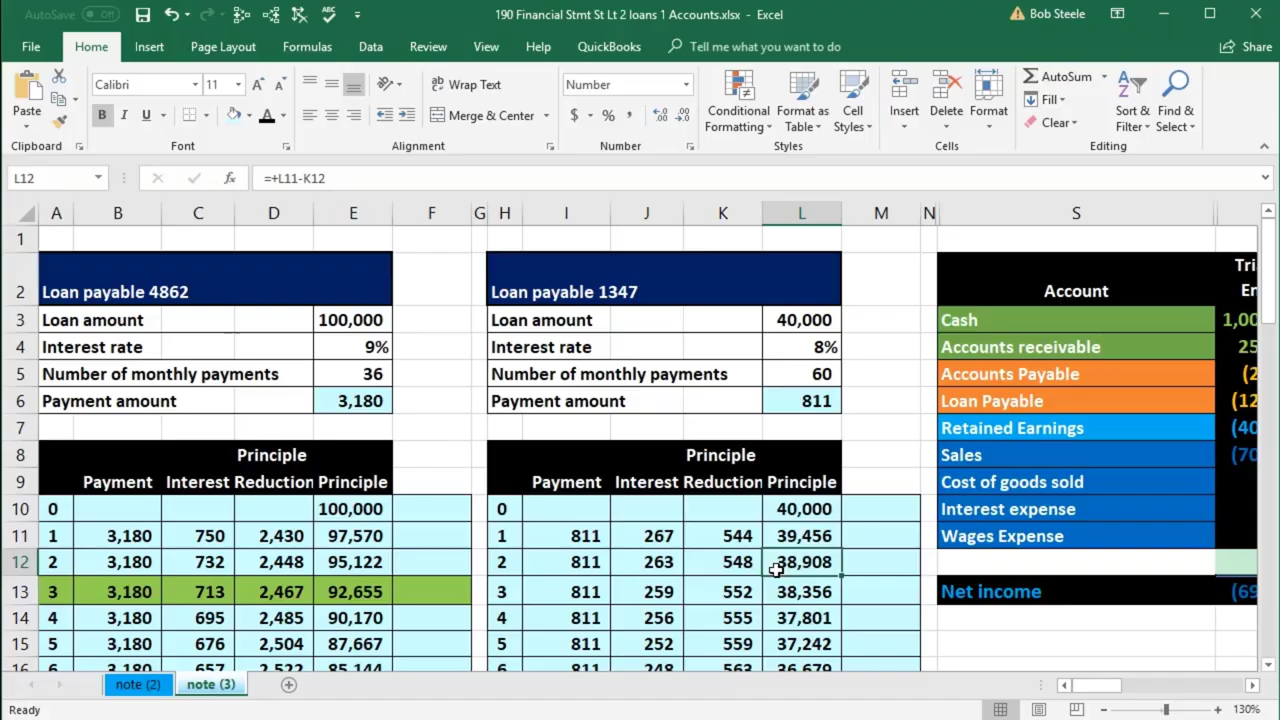 AutoSave Off 190 Financial Stmt St Lt 2 loans 1 Accounts.xlsx - Excel Bob Steele
File Home Insert Page Layout Formulas Data Review View Help QuickBooks Tell me what you want to do Share
Paste Calibri 11 Wrap Text Number AutoSum
B I U A Merge & Center $ % , Conditional Formatting Format as Table Cell Styles Insert Delete Format Fill Clear Sort & Filter Find & Select
Clipboard Font Alignment Number Styles Cells Editing
L12 fx =+L11-K12
A B C D E F G H I J K L M N S
1
2 Loan payable 4862 Loan payable 1347 Account Tri En
3 Loan amount 100,000 Loan amount 40,000 Cash 1,00
4 Interest rate 9% Interest rate 8% Accounts receivable 25
5 Number of monthly payments 36 Number of monthly payments 60 Accounts Payable (2
6 Payment amount 3,180 Payment amount 811 Loan Payable (12
7 Retained Earnings (40
8 Principle Principle Sales (70
9 Payment Interest Reduction Principle Payment Interest Reduction Principle Cost of goods sold
10 0 100,000 0 40,000 Interest expense
11 1 3,180 750 2,430 97,570 1 811 267 544 39,456 Wages Expense
12 2 3,180 732 2,448 95,122 2 811 263 548 38,908
13 3 3,180 713 2,467 92,655 3 811 259 552 38,356 Net income (69
14 4 3,180 695 2,485 90,170 4 811 256 555 37,801
15 5 3,180 676 2,504 87,667 5 811 252 559 37,242
16 6 3,180 657 2,522 85,144 6 811 248 563 36,679
note (2) note (3)
Ready 130%